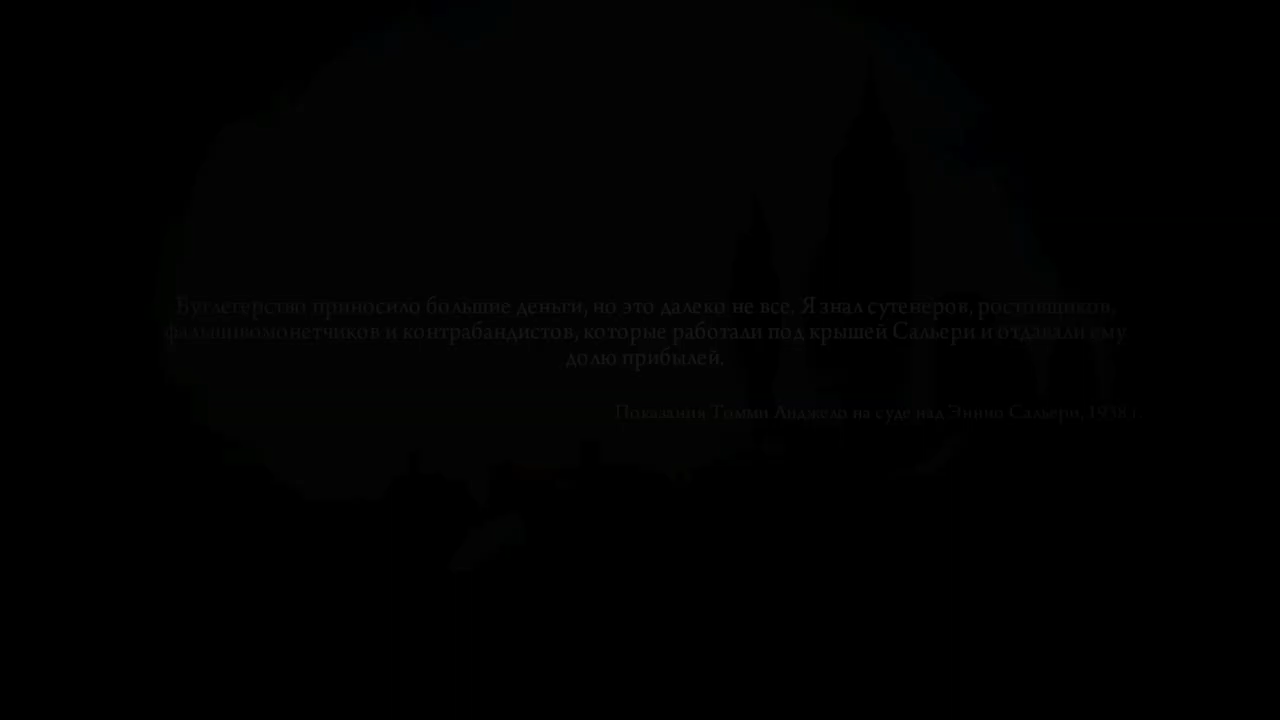 Бутлегерство приносило большие деньги, но это далеко не все. Я знал сутенеров, ростовщиков,
фальшивомонетчиков и контрабандистов, которые работали под крышей Сальери и отдавали ему
долю прибылей.
Показания Томми Анджело на суде над Эннио Сальери, 1938 г.